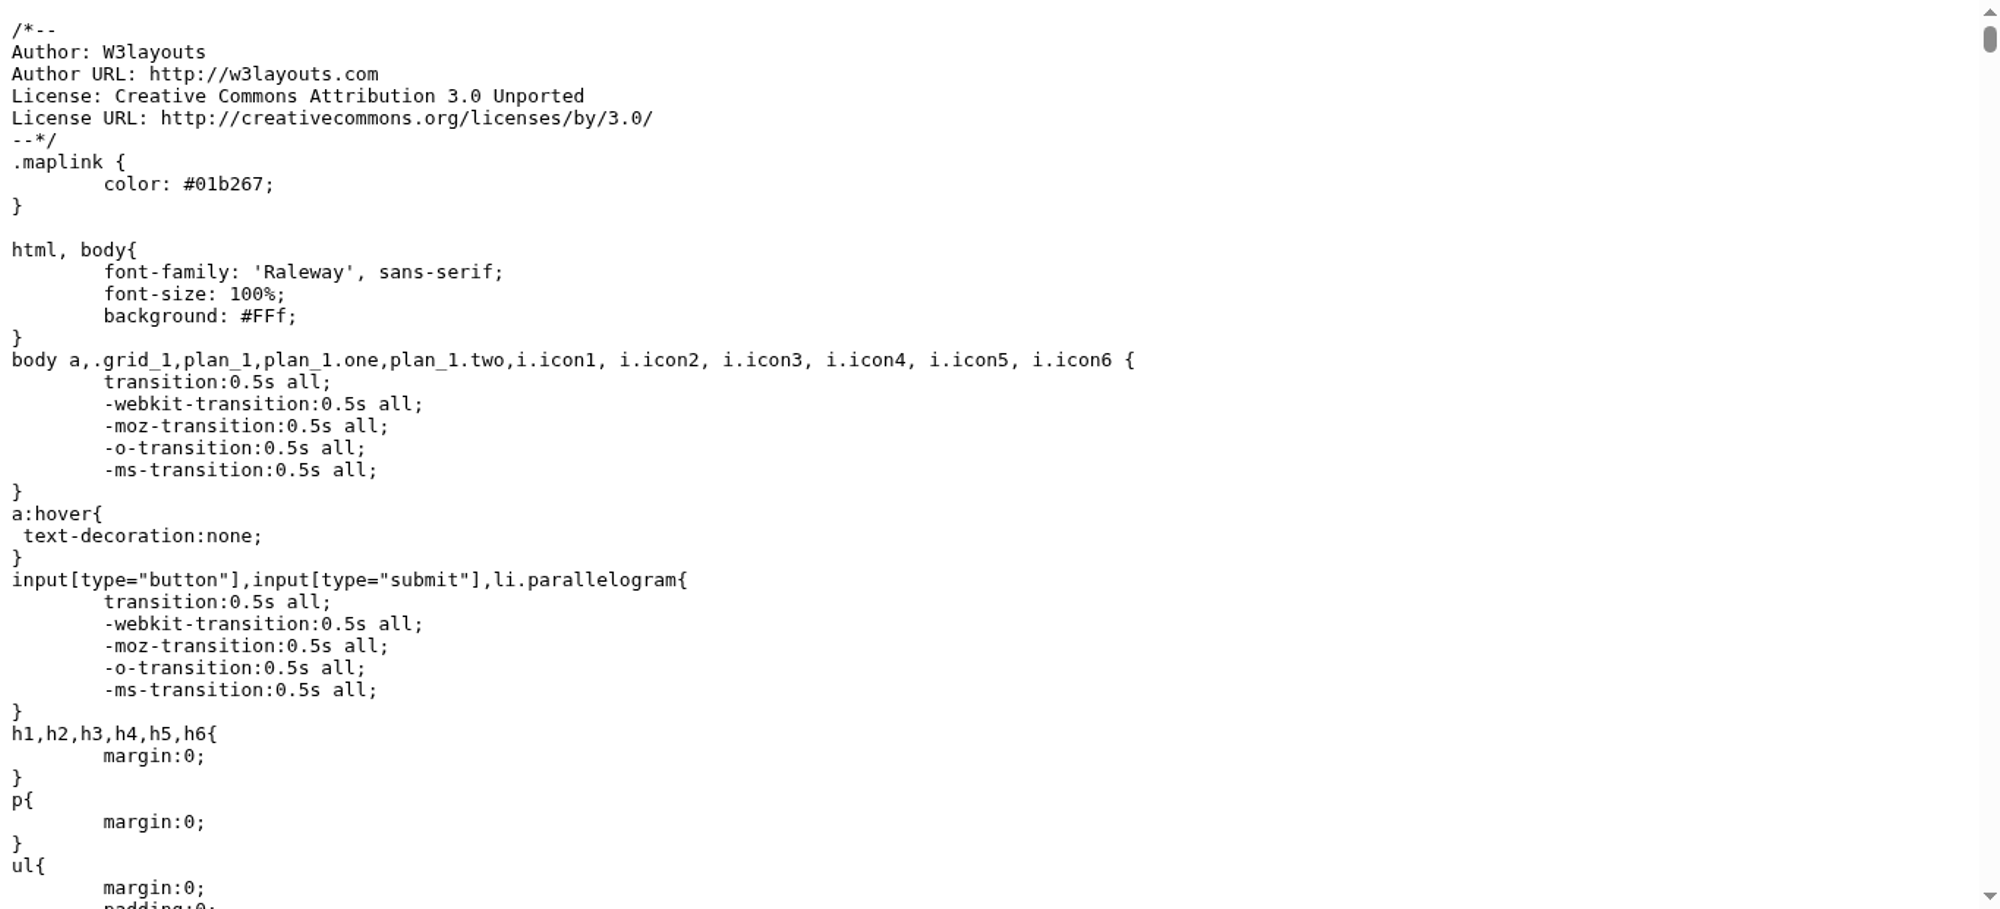 /*--
Author: W3layouts
Author URL: http://w3layouts.com
License: Creative Commons Attribution 3.0 Unported
License URL: http://creativecommons.org/licenses/by/3.0/
--*/
.maplink {
        color: #01b267;
}

html, body{
        font-family: 'Raleway', sans-serif;
        font-size: 100%;
        background: #FFf;
}
body a,.grid_1,plan_1,plan_1.one,plan_1.two,i.icon1, i.icon2, i.icon3, i.icon4, i.icon5, i.icon6 {
        transition:0.5s all;
        -webkit-transition:0.5s all;
        -moz-transition:0.5s all;
        -o-transition:0.5s all;
        -ms-transition:0.5s all;
}
a:hover{
 text-decoration:none;
}
input[type="button"],input[type="submit"],li.parallelogram{
        transition:0.5s all;
        -webkit-transition:0.5s all;
        -moz-transition:0.5s all;
        -o-transition:0.5s all;
        -ms-transition:0.5s all;
}
h1,h2,h3,h4,h5,h6{
        margin:0;
}
p{
        margin:0;
}
ul{
        margin:0;
        padding:0;